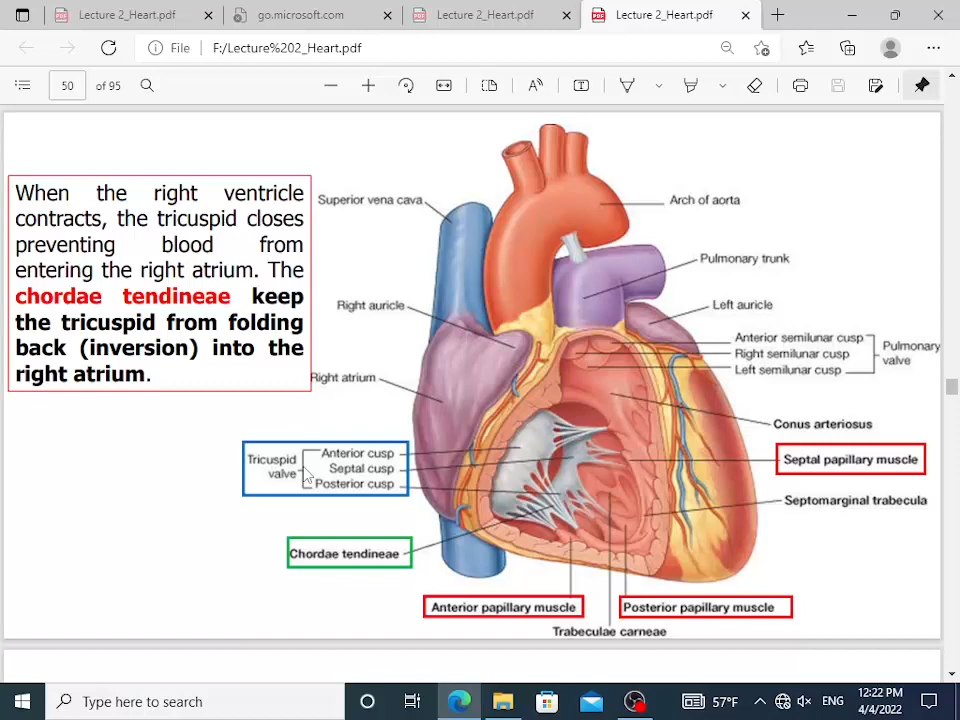 Lecture 2_Heart.pdf
go.microsoft.com
Lecture 2_Heart.pdf
Lecture 2_Heart.pdf
File
F:/Lecture%202_Heart.pdf
50 of 95
When the right ventricle
contracts, the tricuspid closes
preventing blood from
entering the right atrium. The
chordae tendineae keep
the tricuspid from folding
back (inversion) into the
right atrium.
Superior vena cava
Arch of aorta
Pulmonary trunk
Right auricle
Left auricle
Anterior semilunar cusp
Right semilunar cusp
Left semilunar cusp
Pulmonary
valve
Right atrium
Conus arteriosus
Tricuspid
valve
Anterior cusp
Septal cusp
Posterior cusp
Septal papillary muscle
Septomarginal trabecula
Chordae tendineae
Anterior papillary muscle
Posterior papillary muscle
Trabeculae carneae
Type here to search
57°F
ENG
12:22 PM
4/4/2022